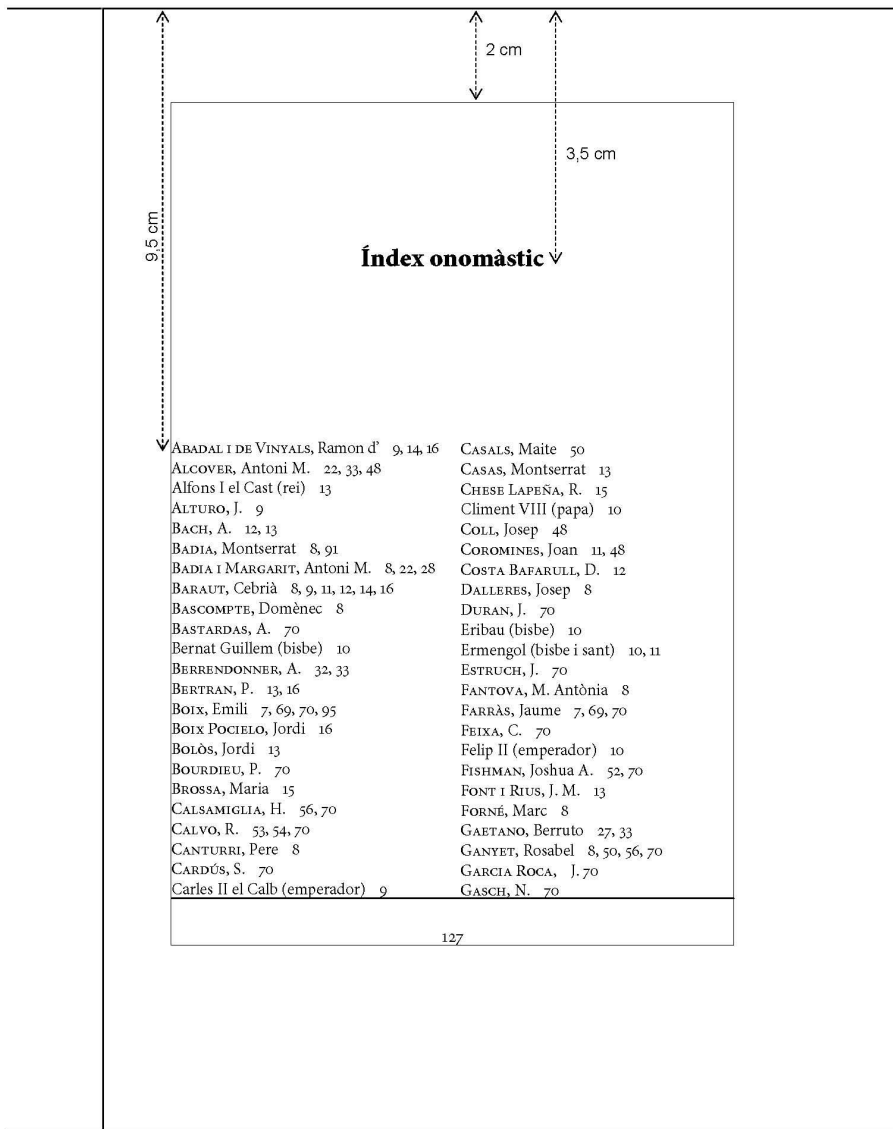 2 cm
3,5 cm
9,5 cm
Índex onomàstic
ABADAL I DE VINYALS, Ramon d’ 9, 14, 16
ALCOVER, Antoni M. 22, 33, 48
Alfons I el Cast (rei) 13
ALTURO, J. 9
BACH, A. 12, 13
BADIA, Montserrat 8, 91
BADIA I MARGARIT, Antoni M. 8, 22, 28
BARAUT, Cebrià 8, 9, 11, 12, 14, 16
BASCOMPTE, Domènec 8
BASTARDAS, A. 70
Bernat Guillem (bisbe) 10
BERRENDONNER, A. 32, 33
BERTRAN, P. 13, 16
BOIX, Emili 7, 69, 70, 95
BOIX POCIELO, Jordi 16
BOLÒS, Jordi 13
BOURDIEU, P. 70
BROSSA, Maria 15
CALSAMIGLIA, H. 56, 70
CALVO, R. 53, 54, 70
CANTURRI, Pere 8
CARDÚS, S. 70
Carles II el Calb (emperador) 9
CASALS, Maite 50
CASAS, Montserrat 13
CHESE LAPEÑA, R. 15
Climent VIII (papa) 10
COLL, Josep 48
COROMINES, Joan 11, 48
COSTA BAFARULL, D. 12
DALLERES, Josep 8
DURAN, J. 70
Eribau (bisbe) 10
Ermengol (bisbe i sant) 10, 11
ESTRUCH, J. 70
FANTOVA, M. Antònia 8
FARRÀS, Jaume 7, 69, 70
FEIXA, C. 70
Felip II (emperador) 10
FISHMAN, Joshua A. 52, 70
FONT I RIUS, J. M. 13
FORNÉ, Marc 8
GAETANO, Berruto 27, 33
GANYET, Rosabel 8, 50, 56, 70
GARCIA ROCA, J. 70
GASCH, N. 70
127